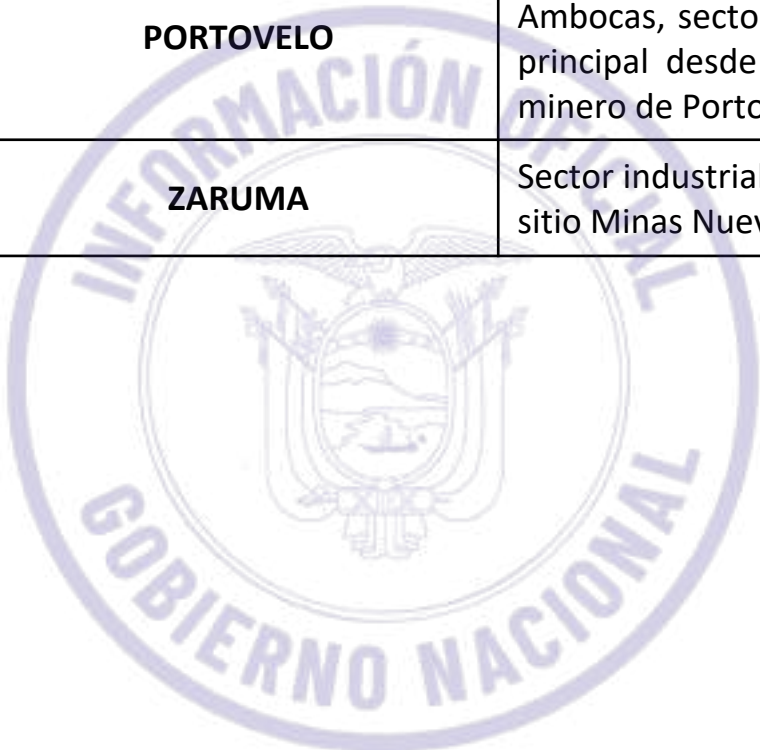 PORTOVELO
Ambocas, secto
principal desde
minero de Porto
ZARUMA
Sector industrial
sitio Minas Nuev
INFORMACIÓN OFICIAL
GOBIERNO NACIONAL